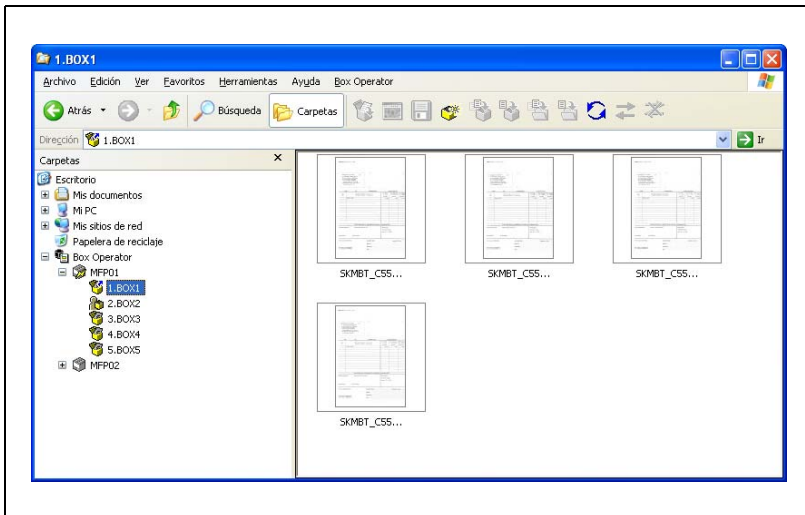 1.BOX1
Archivo Edición Ver Favoritos Herramientas Ayuda Box Operator
Atrás Búsqueda Carpetas
Dirección 1.BOX1 Ir
Carpetas
Escritorio
Mis documentos
Mi PC
Mis sitios de red
Papelera de reciclaje
Box Operator
MFP01
1.BOX1
2.BOX2
3.BOX3
4.BOX4
5.BOX5
MFP02
SKMBT_C55... SKMBT_C55... SKMBT_C55...
SKMBT_C55...